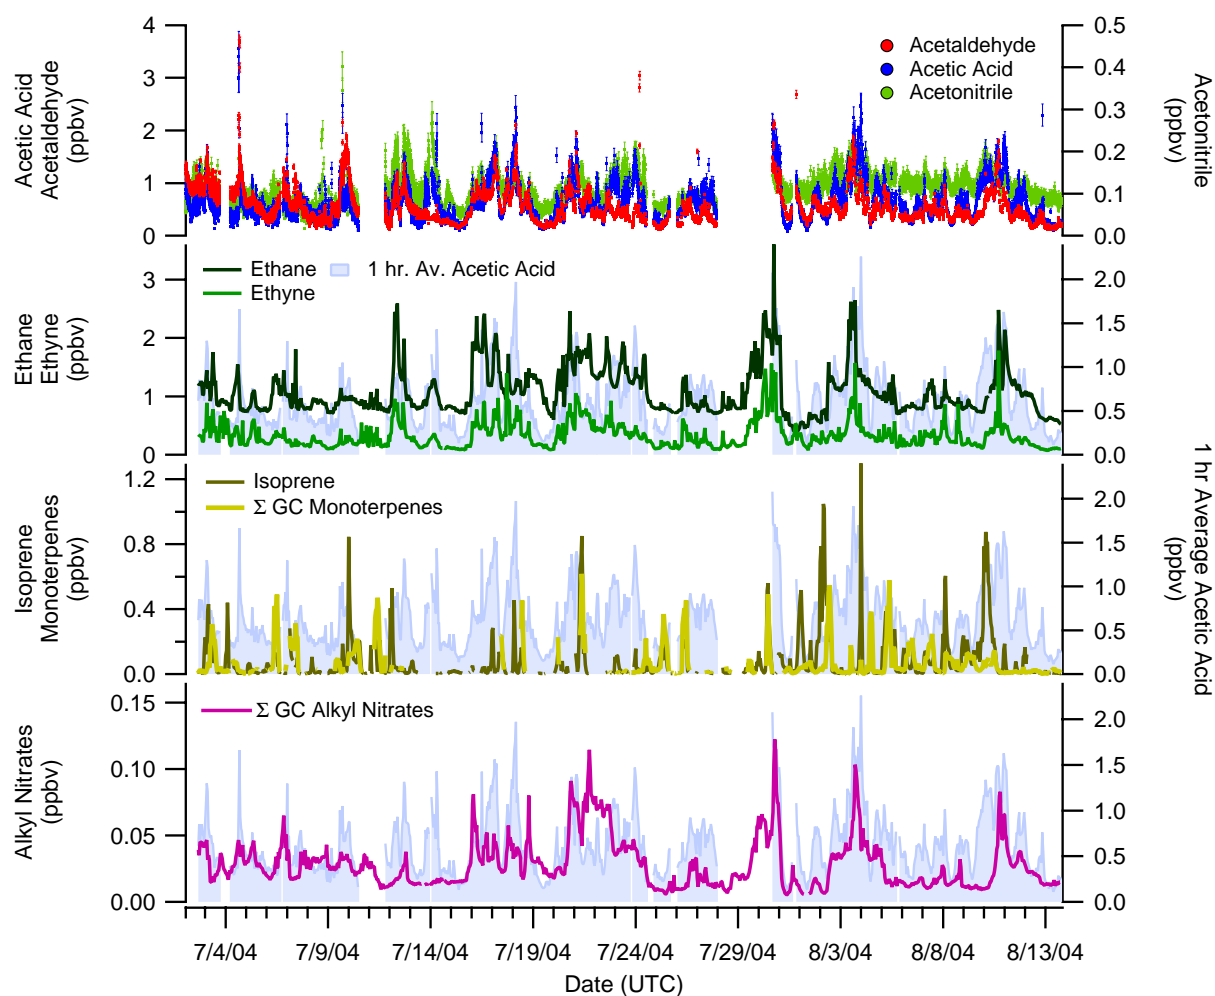 4
3
2
1
0
Acetic Acid
Acetaldehyde
(ppbv)
Acetaldehyde
Acetic Acid
Acetonitrile
0.5
0.4
0.3
0.2
0.1
0.0
Acetonitrile
(ppbv)
3
2
1
0
Ethane
Ethyne
(ppbv)
Ethane
1 hr. Av. Acetic Acid
Ethyne
2.0
1.5
1.0
0.5
0.0
1.2
0.8
0.4
0.0
Isoprene
Monoterpenes
(ppbv)
Isoprene
Σ GC Monoterpenes
2.0
1.5
1.0
0.5
0.0
1 hr Average Acetic Acid
(ppbv)
0.15
0.10
0.05
0.00
Alkyl Nitrates
(ppbv)
Σ GC Alkyl Nitrates
2.0
1.5
1.0
0.5
0.0
7/4/04 7/9/04 7/14/04 7/19/04 7/24/04 7/29/04 8/3/04 8/8/04 8/13/04
Date (UTC)